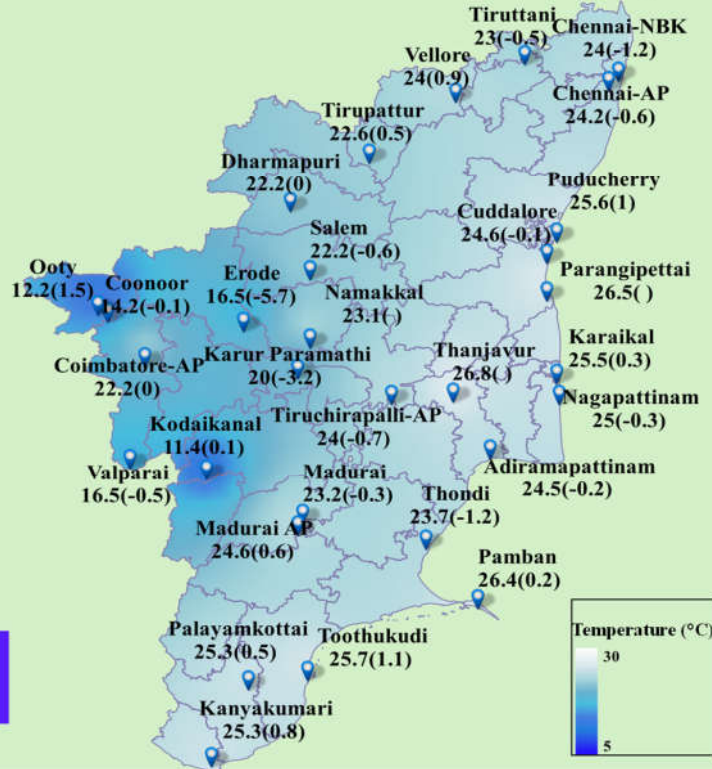 Tiruttani
23(-0.5)
Chennai-NBK
24(-1.2)
Vellore
24(0.9)
Chennai-AP
24.2(-0.6)
Tirupattur
22.6(0.5)
Dharmapuri
22.2(0)
Puducherry
25.6(1)
Cuddalore
24.6(-0.1)
Salem
22.2(-0.6)
Parangipettai
26.5( )
Ooty
12.2(1.5)
Coonoor
14.2(-0.1)
Erode
16.5(-5.7)
Namakkal
23.1( )
Karaikal
25.5(0.3)
Coimbatore-AP
22.2(0)
Karur Paramathi
20(-3.2)
Thanjavur
26.8( )
Nagapattinam
25(-0.3)
Tiruchirapalli-AP
24(-0.7)
Kodaikanal
11.4(0.1)
Adiramapattinam
24.5(-0.2)
Valparai
16.5(-0.5)
Madurai
23.2(-0.3)
Thondi
23.7(-1.2)
Madurai AP
24.6(0.6)
Pamban
26.4(0.2)
Palayamkottai
25.3(0.5)
Toothukudi
25.7(1.1)
Kanyakumari
25.3(0.8)
Temperature (°C)
30
5